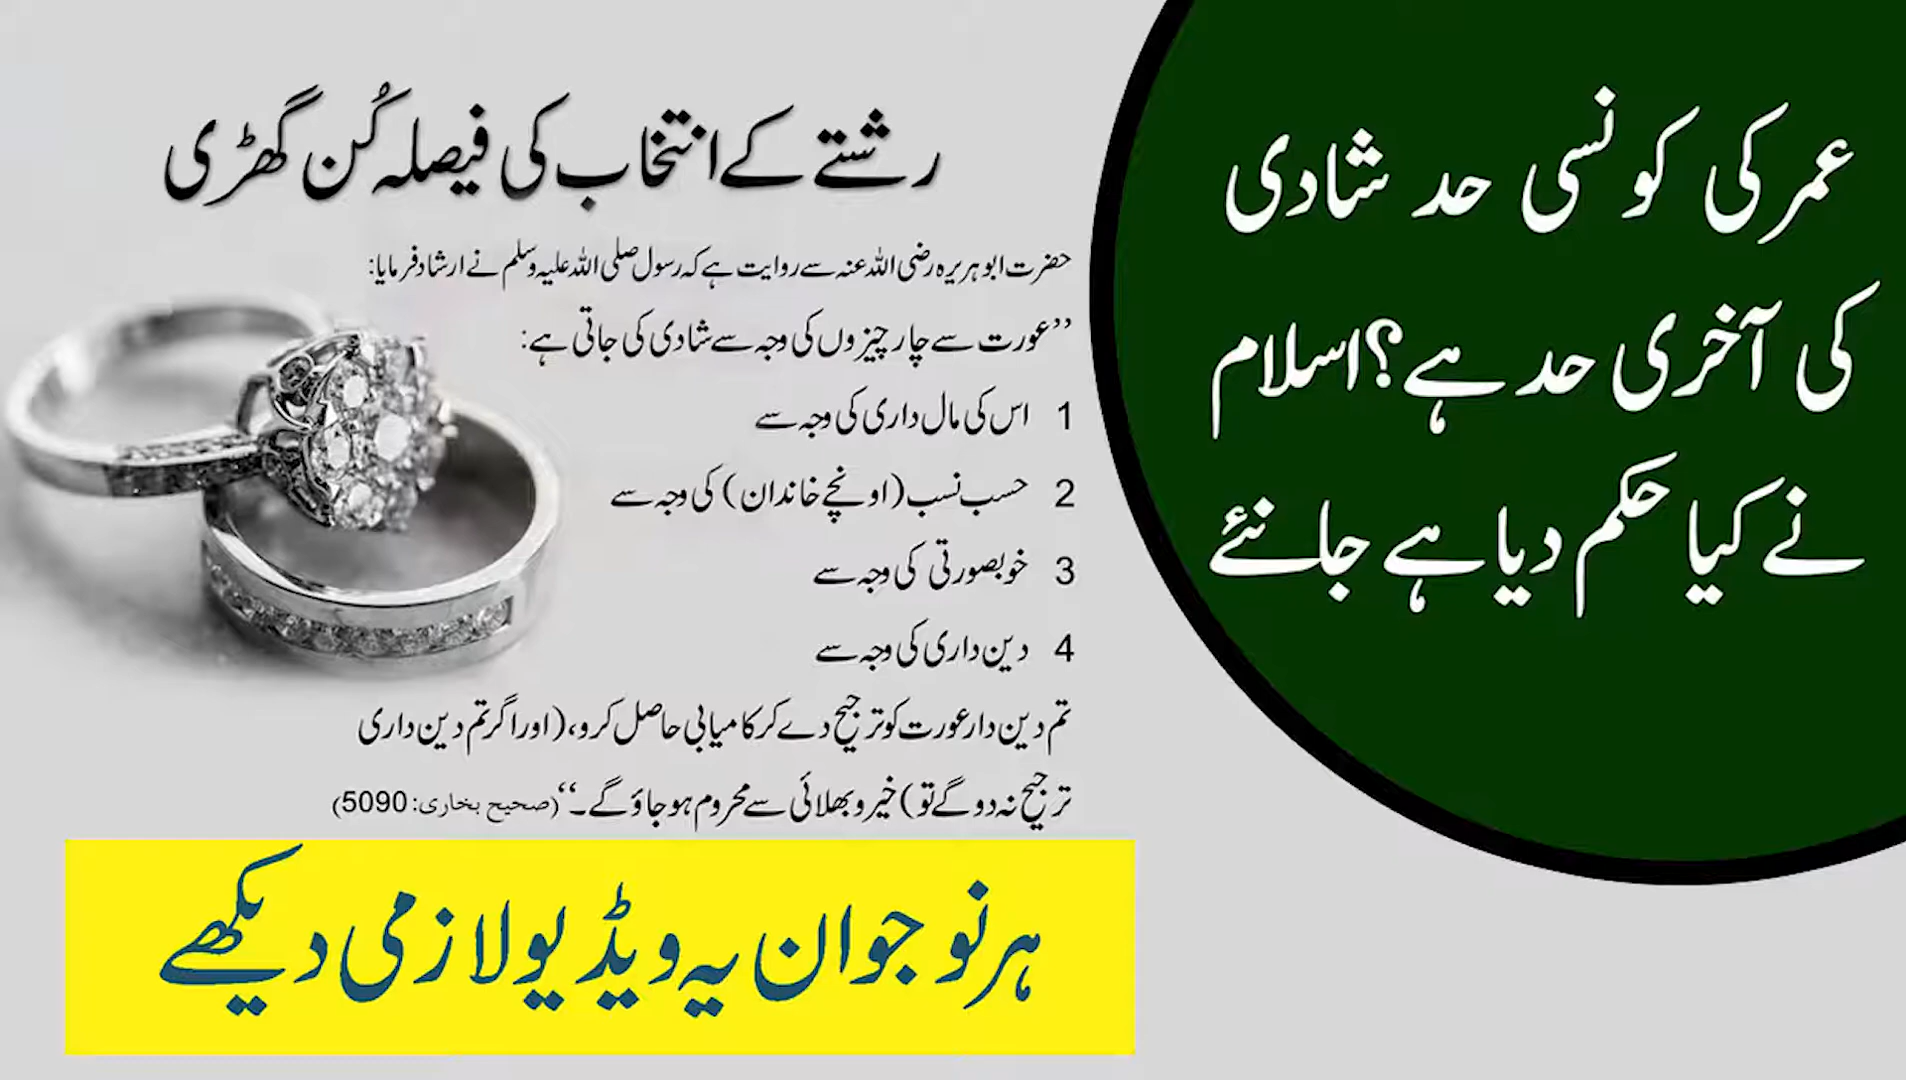 رشتے کے انتخاب کی فیصلہ کُن گھڑی
حضرت ابو ہریرہ رضی اللہ عنہ سے روایت ہے کہ رسول صلی اللہ علیہ وسلم نے ارشاد فرمایا:
”عورت سے چار چیزوں کی وجہ سے شادی کی جاتی ہے:
1 اس کی مال داری کی وجہ سے
2 حسب نسب (اونچے خاندان) کی وجہ سے
3 خوبصورتی کی وجہ سے
4 دین داری کی وجہ سے
تم دین دار عورت کو ترجیح دے کر کامیابی حاصل کرو، (اور اگر تم دین داری
ترجیح نہ دو گے تو) خیر و بھلائی سے محروم ہو جاؤ گے۔“ (صحیح بخاری: 5090)
عمر کی کونسی حد شادی
کی آخری حد ہے؟ اسلام
نے کیا حکم دیا ہے جانئے
ہر نوجوان یہ ویڈیو لازمی دیکھے